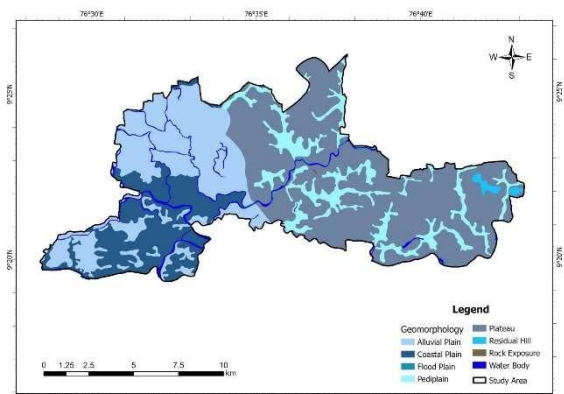 76°30'E 76°35'E 76°40'E
N
W E
S
9°25'N 9°25'N
9°20'N 9°20'N
Legend
Geomorphology
Alluvial Plain
Coastal Plain
Flood Plain
Pediplain
Plateau
Residual Hill
Rock Exposure
Water Body
Study Area
0 1.25 2.5 5 7.5 10
km